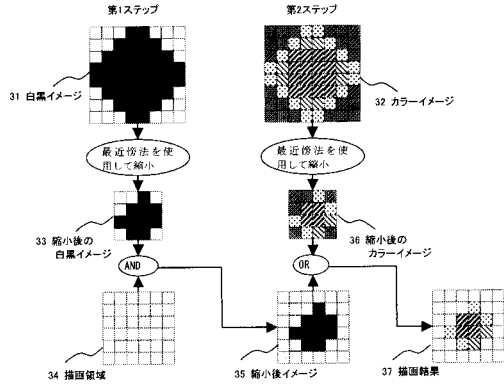 第1ステップ
第2ステップ
31 白黒イメージ
32 カラーイメージ
最近傍法を使
用して縮小
最近傍法を使
用して縮小
33 縮小後の
白黒イメージ
36 縮小後の
カラーイメージ
AND
OR
34 描画領域
35 縮小後イメージ
37 描画結果